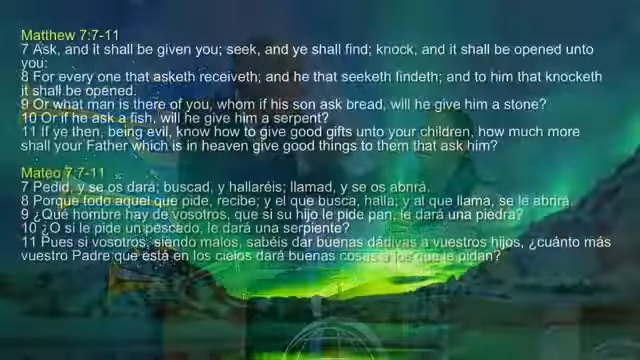 Matthew 7:7-11
7 Ask, and it shall be given you; seek, and ye shall find; knock, and it shall be opened unto
you:
8 For every one that asketh receiveth; and he that seeketh findeth; and to him that knocketh
it shall be opened.
9 Or what man is there of you, whom if his son ask bread, will he give him a stone?
10 Or if he ask a fish, will he give him a serpent?
11 If ye then, being evil, know how to give good gifts unto your children, how much more
shall your Father which is in heaven give good things to them that ask him?
Mateo 7:7-11
7 Pedid, y se os dará; buscad, y hallaréis; llamad, y se os abrirá.
8 Porque todo aquel que pide, recibe; y el que busca, halla; y al que llama, se le abrirá.
9 ¿Qué hombre hay de vosotros, que si su hijo le pide pan, le dará una piedra?
10 ¿O si le pide un pescado, le dará una serpiente?
11 Pues si vosotros, siendo malos, sabéis dar buenas dádivas a vuestros hijos, ¿cuánto más
vuestro Padre que está en los cielos dará buenas cosas a los que le pidan?